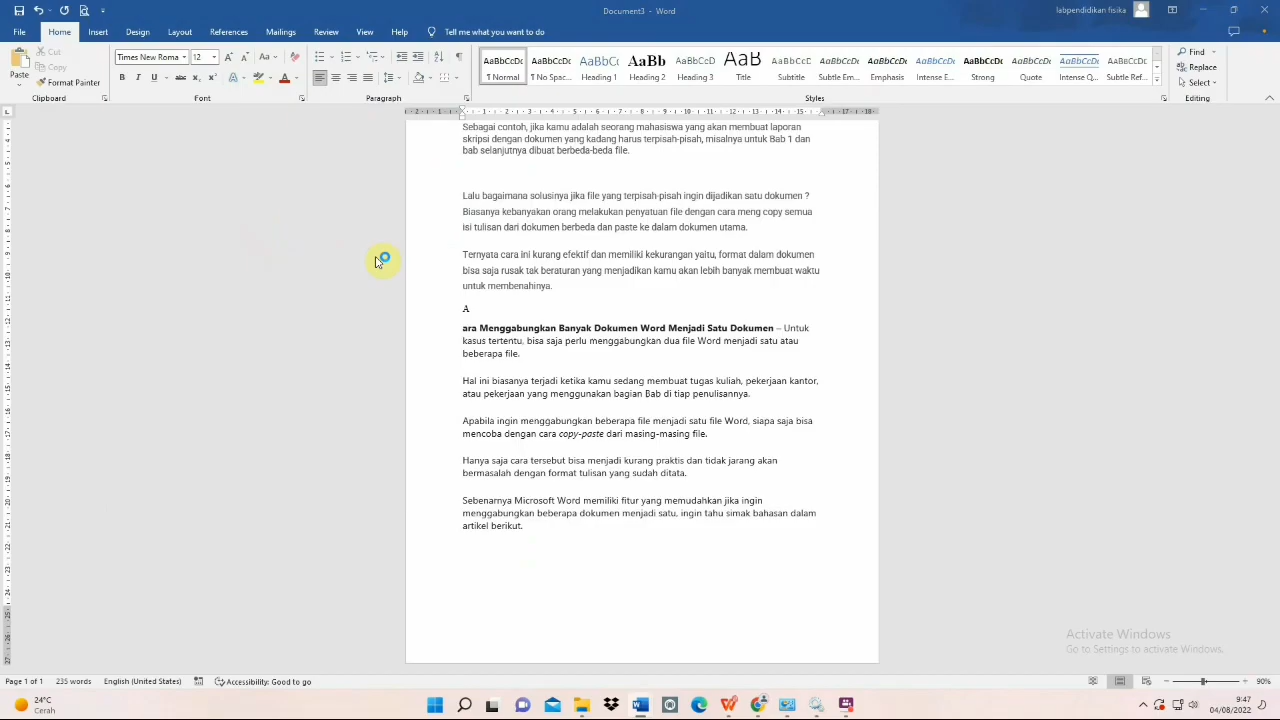 Document3 - Word
labpendidikan fisika
File Home Insert Design Layout References Mailings Review View Help Tell me what you want to do
Cut
Copy
Format Painter
Paste
Times New Roma 12
AaBbCcDc AaBbCcDc AaBbCc AaBb AaBbCcD AaB AaBbCcD AaBbCcDc AaBbCcDc AaBbCcDc AaBbCcDc AaBbCcDc AaBbCcDc AaBbCcDc
¶ Normal ¶ No Spac... Heading 1 Heading 2 Heading 3 Title Subtitle Subtle Em... Emphasis Intense E... Strong Quote Intense Q... Subtle Ref...
Find
Replace
Select
Clipboard Font Paragraph Styles Editing
Sebagai contoh, jika kamu adalah seorang mahasiswa yang akan membuat laporan
skripsi dengan dokumen yang kadang harus terpisah-pisah, misalnya untuk Bab 1 dan
bab selanjutnya dibuat berbeda-beda file.
Lalu bagaimana solusinya jika file yang terpisah-pisah ingin dijadikan satu dokumen ?
Biasanya kebanyakan orang melakukan penyatuan file dengan cara meng copy semua
isi tulisan dari dokumen berbeda dan paste ke dalam dokumen utama.
Ternyata cara ini kurang efektif dan memiliki kekurangan yaitu, format dalam dokumen
bisa saja rusak tak beraturan yang menjadikan kamu akan lebih banyak membuat waktu
untuk membenahinya.
A
ara Menggabungkan Banyak Dokumen Word Menjadi Satu Dokumen – Untuk
kasus tertentu, bisa saja perlu menggabungkan dua file Word menjadi satu atau
beberapa file.
Hal ini biasanya terjadi ketika kamu sedang membuat tugas kuliah, pekerjaan kantor,
atau pekerjaan yang menggunakan bagian Bab di tiap penulisannya.
Apabila ingin menggabungkan beberapa file menjadi satu file Word, siapa saja bisa
mencoba dengan cara copy-paste dari masing-masing file.
Hanya saja cara tersebut bisa menjadi kurang praktis dan tidak jarang akan
bermasalah dengan format tulisan yang sudah ditata.
Sebenarnya Microsoft Word memiliki fitur yang memudahkan jika ingin
menggabungkan beberapa dokumen menjadi satu, ingin tahu simak bahasan dalam
artikel berikut.
Activate Windows
Go to Settings to activate Windows.
Page 1 of 1 235 words English (United States) Accessibility: Good to go 90%
24°C
Cerah
9:47
04/08/2022